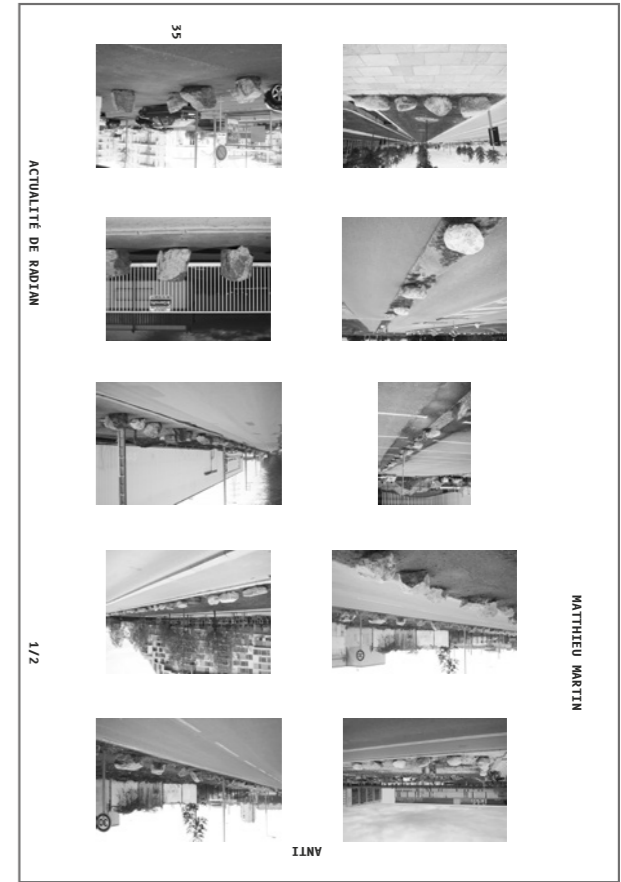 35
ACTUALITÉ DE RADIAN
MATTHIEU MARTIN
1/2
ANTI